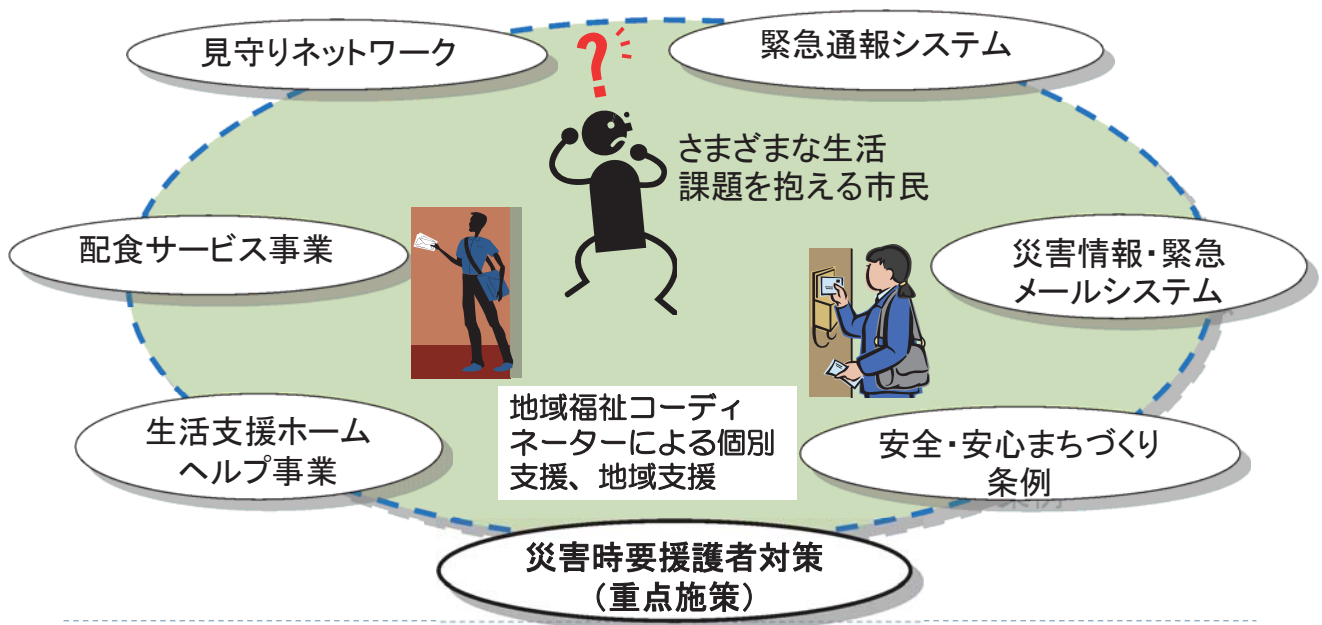 見守りネットワーク
緊急通報システム
さまざまな生活
課題を抱える市民
配食サービス事業
災害情報・緊急
メールシステム
地域福祉コーディ
ネーターによる個別
支援、地域支援
生活支援ホーム
ヘルプ事業
安全・安心まちづくり
条例
災害時要援護者対策
（重点施策）